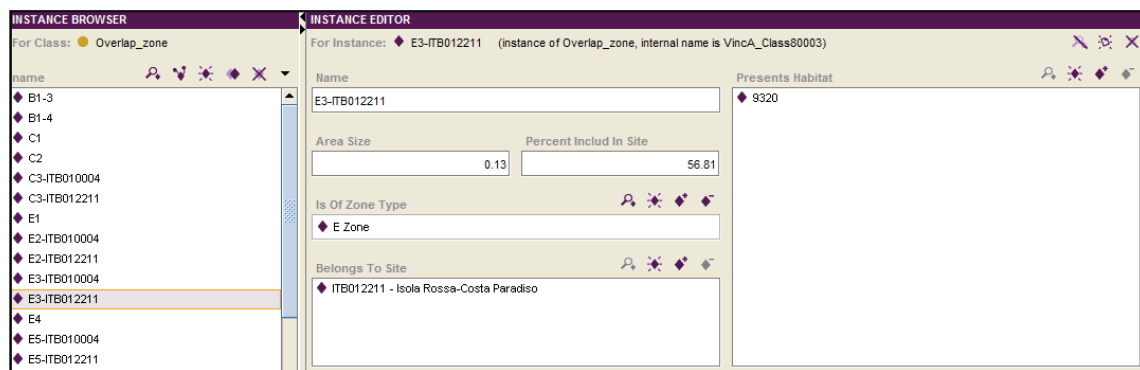 INSTANCE BROWSER
For Class: Overlap_zone
name
B1-3
B1-4
C1
C2
C3-ITB010004
C3-ITB012211
E1
E2-ITB010004
E2-ITB012211
E3-ITB010004
E3-ITB012211
E4
E5-ITB010004
E5-ITB012211
INSTANCE EDITOR
For Instance: E3-ITB012211 (instance of Overlap_zone, internal name is VincA_Class80003)
Name
E3-ITB012211
Area Size
0.13
Percent Includ In Site
56.81
Is Of Zone Type
E Zone
Belongs To Site
ITB012211 - Isola Rossa-Costa Paradiso
Presents Habitat
9320